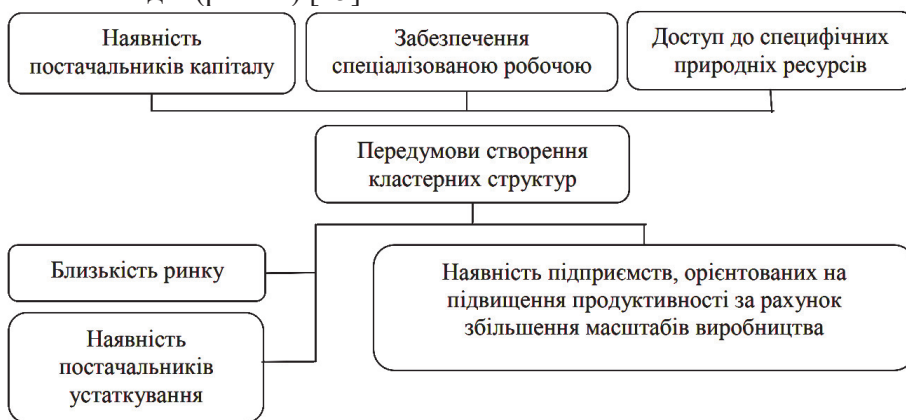 Наявність
постачальників капіталу
Забезпечення
спеціалізованою робочою
Доступ до специфічних
природніх ресурсів
Передумови створення
кластерних структур
Близькість ринку
Наявність підприємств, орієнтованих на
підвищення продуктивності за рахунок
збільшення масштабів виробництва
Наявність
постачальників
устаткування